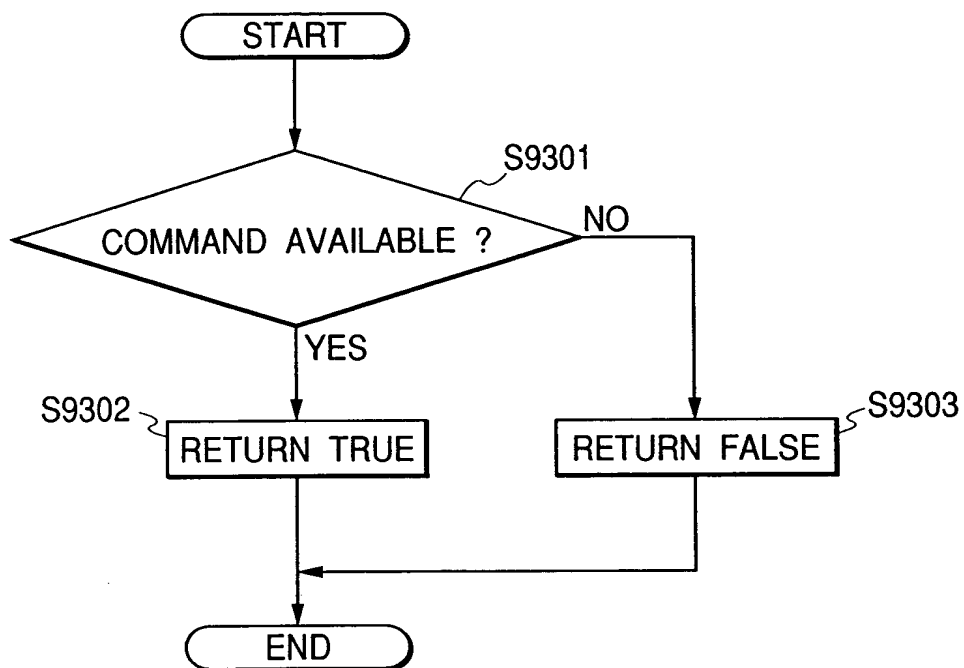 START
S9301
COMMAND AVAILABLE ?
NO
YES
S9302
RETURN TRUE
S9303
RETURN FALSE
END